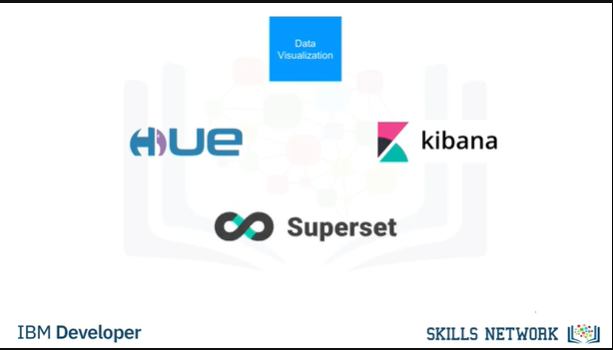 Data
Visualization
HUE
kibana
Superset
IBM Developer
SKILLS NETWORK